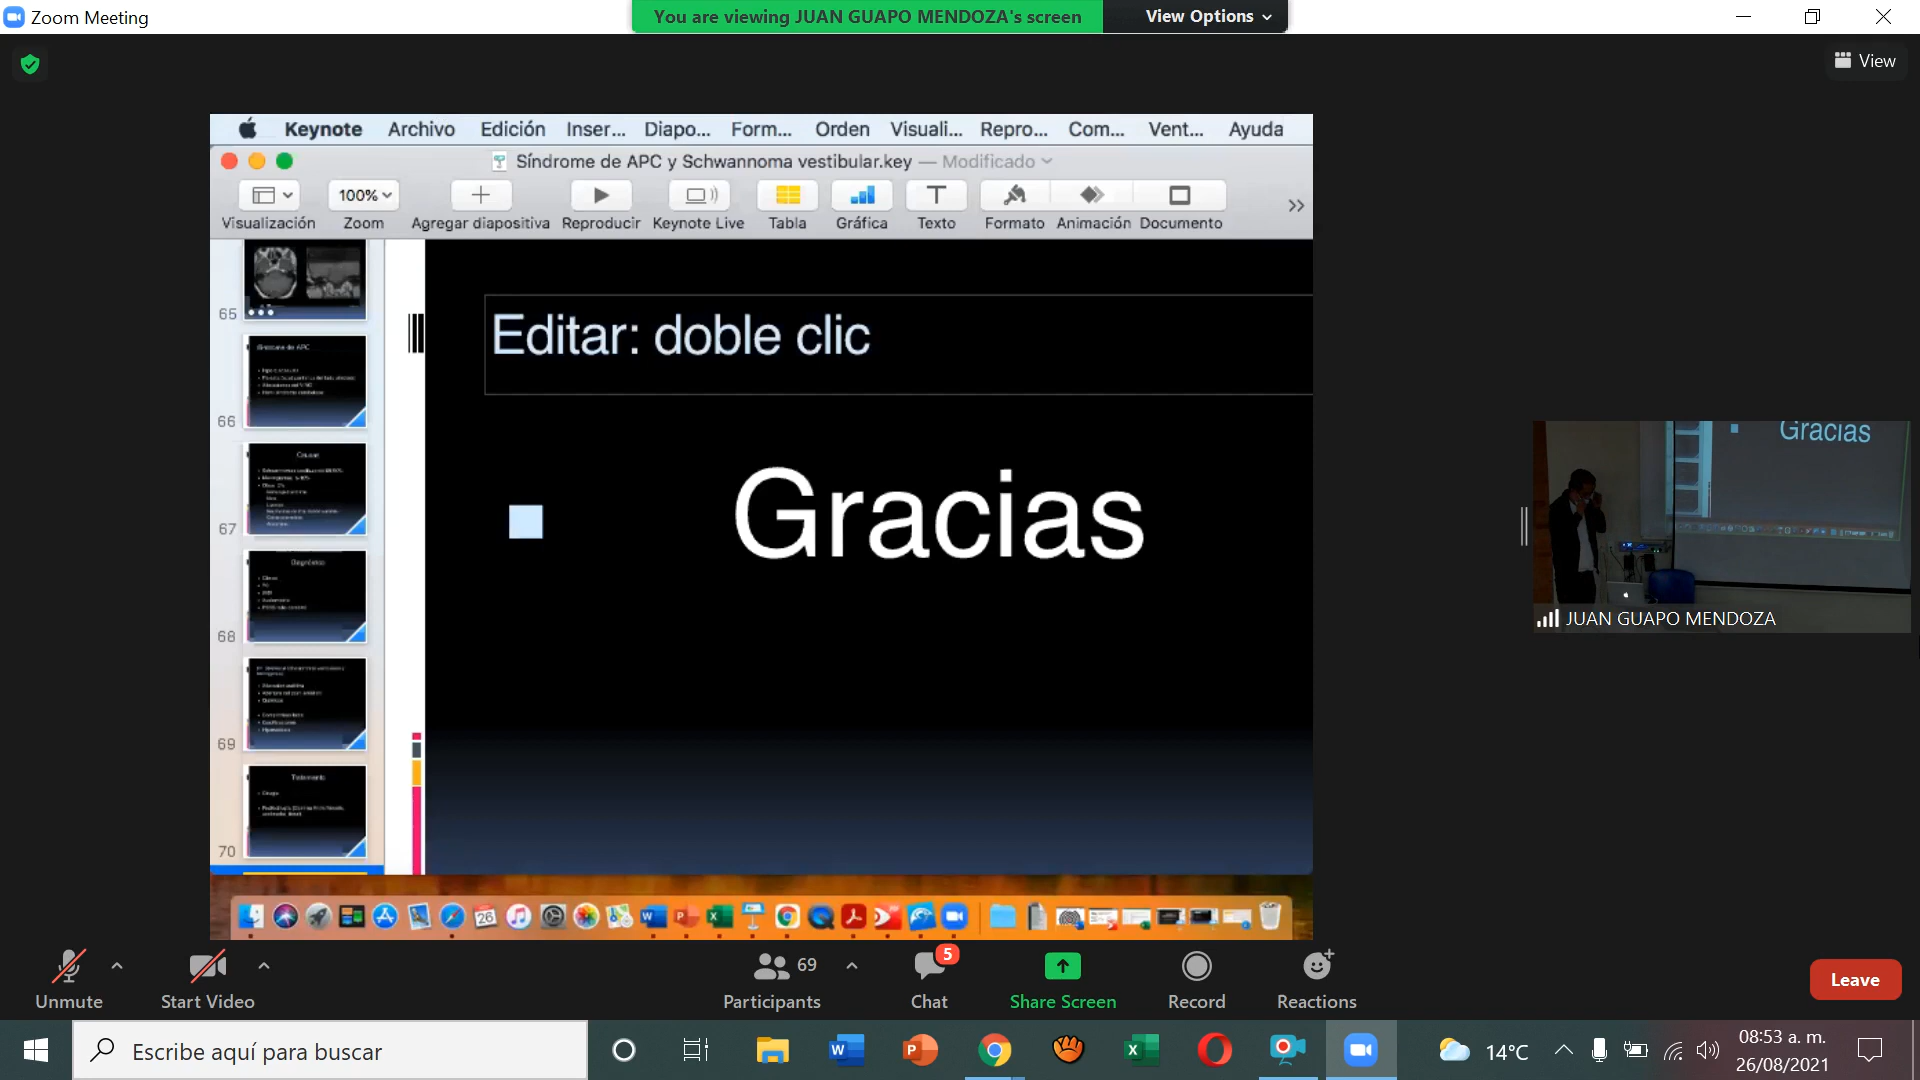 Zoom Meeting
You are viewing JUAN GUAPO MENDOZA's screen
View Options
View
Keynote Archivo Edición Inser... Diapo... Form... Orden Visuali... Repro... Com... Vent... Ayuda
Síndrome de APC y Schwannoma vestibular.key — Modificado
100%
Visualización Zoom Agregar diapositiva Reproducir Keynote Live Tabla Gráfica Texto Formato Animación Documento
65
66
67
68
69
70
Diagnóstico
Tratamiento
Editar: doble clic
Gracias
Gracias
JUAN GUAPO MENDOZA
26
Unmute
Start Video
69
Participants
5
Chat
Share Screen
Record
Reactions
Leave
Escribe aquí para buscar
14°C
08:53 a. m.
26/08/2021